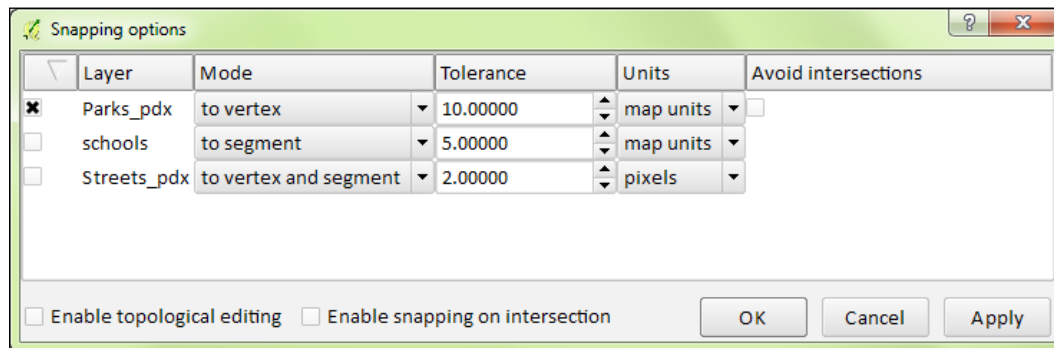 Snapping options
Layer Mode Tolerance Units Avoid intersections
Parks_pdx to vertex 10.00000 map units
schools to segment 5.00000 map units
Streets_pdx to vertex and segment 2.00000 pixels
Enable topological editing Enable snapping on intersection OK Cancel Apply